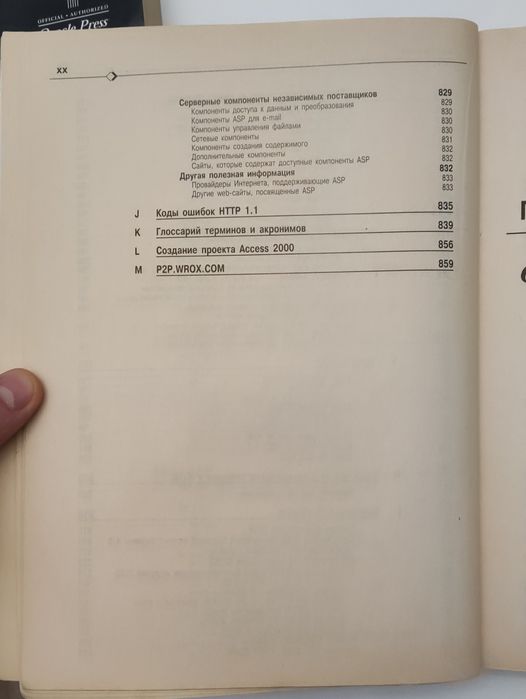 OFFICIAL • AUTHORIZED
Oracle Press
xx
Серверные компоненты независимых поставщиков 829
Компоненты доступа к данным и преобразования 829
Компоненты ASP для e-mail 830
Компоненты управления файлами 830
Сетевые компоненты 830
Компоненты создания содержимого 831
Дополнительные компоненты 832
Сайты, которые содержат доступные компоненты ASP 832
Другая полезная информация 832
Провайдеры Интернета, поддерживающие ASP 833
Другие web-сайты, посвященные ASP 833
J Коды ошибок HTTP 1.1 835
K Глоссарий терминов и акронимов 839
L Создание проекта Access 2000 856
M P2P.WROX.COM 859